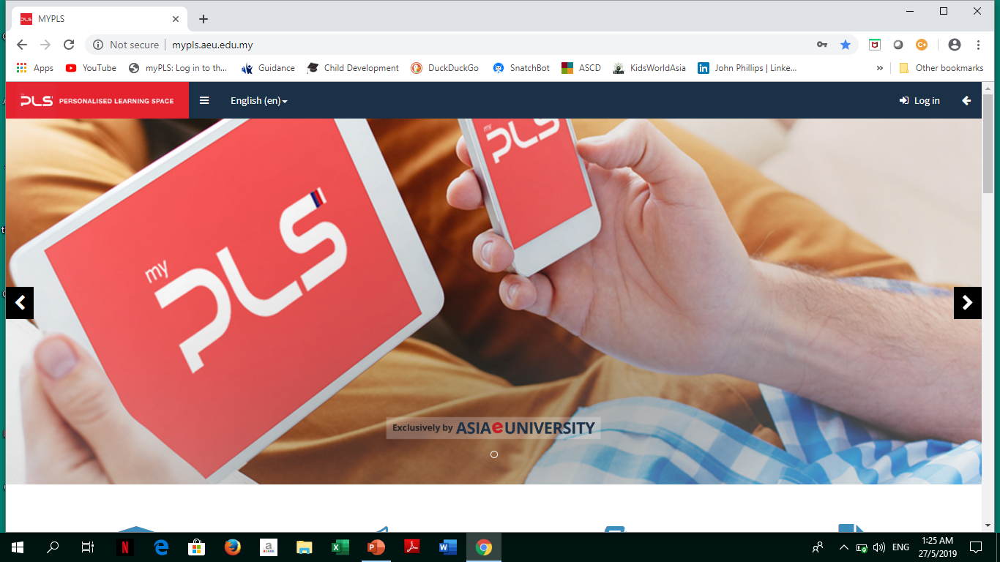 MYPLS
Not secure mypls.aeu.edu.my
Apps YouTube myPLS: Log in to th... Guidance Child Development DuckDuckGo SnatchBot ASCD KidsWorldAsia John Phillips | Linke... » Other bookmarks
PLS PERSONALISED LEARNING SPACE English (en) Log in
my
PLS
my
PLS
Exclusively by ASIAeUNIVERSITY
ENG
1:25 AM
27/5/2019